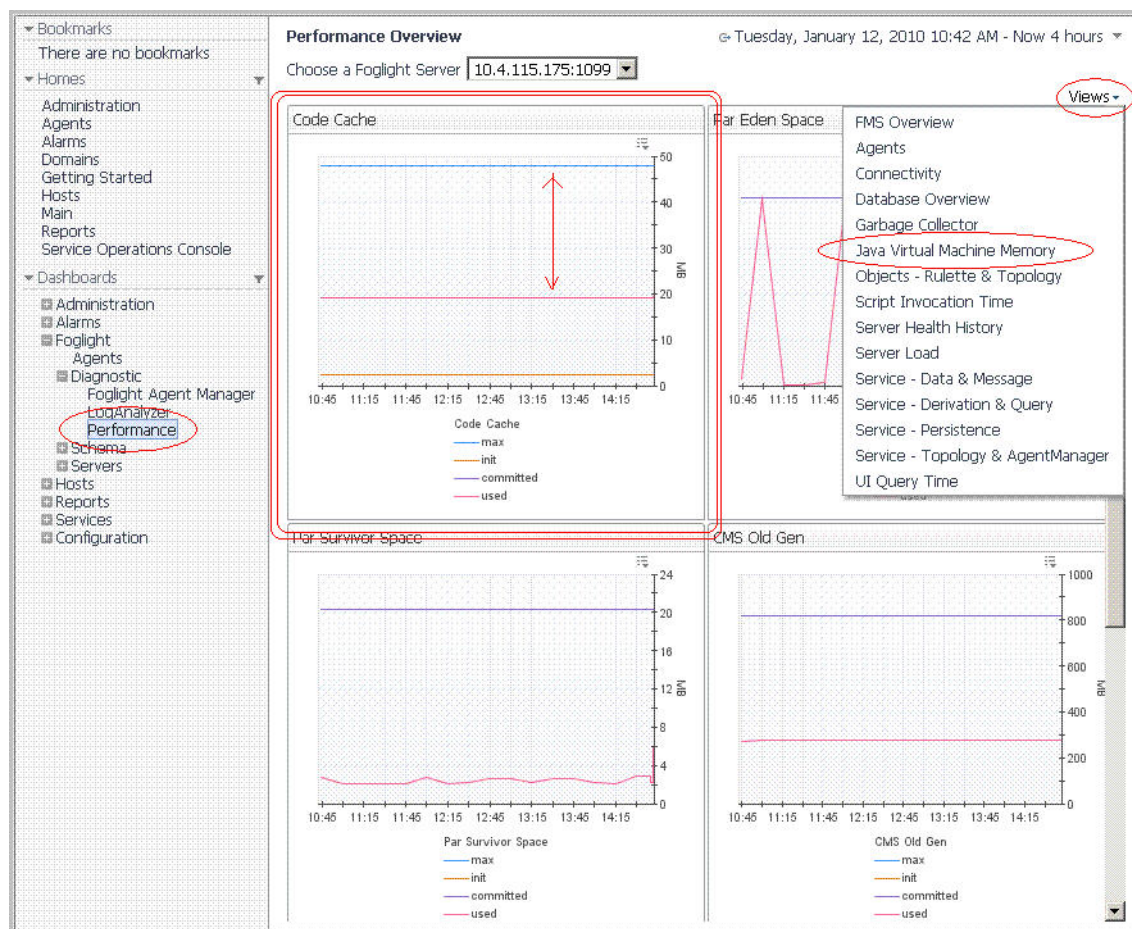 Bookmarks
There are no bookmarks
Homes
Administration
Agents
Alarms
Domains
Getting Started
Hosts
Main
Reports
Service Operations Console
Dashboards
Administration
Alarms
Foglight
Agents
Diagnostic
Foglight Agent Manager
LogAnalyzer
Performance
Schema
Servers
Hosts
Reports
Services
Configuration
Performance Overview
Tuesday, January 12, 2010 10:42 AM - Now 4 hours
Choose a Foglight Server 10.4.115.175:1099
Views
FMS Overview
Agents
Connectivity
Database Overview
Garbage Collector
Java Virtual Machine Memory
Objects - Rulette & Topology
Script Invocation Time
Server Health History
Server Load
Service - Data & Message
Service - Derivation & Query
Service - Persistence
Service - Topology & AgentManager
UI Query Time
Code Cache
50
40
30
MB
20
10
0
10:45 11:15 11:45 12:15 12:45 13:15 13:45 14:15
Code Cache
max
init
committed
used
Par Eden Space
10:45 11:15 11:45
used
Par Survivor Space
24
20
16
MB
12
8
4
0
10:45 11:15 11:45 12:15 12:45 13:15 13:45 14:15
Par Survivor Space
max
init
committed
used
CMS Old Gen
1000
800
600
MB
400
200
0
10:45 11:15 11:45 12:15 12:45 13:15 13:45 14:15
CMS Old Gen
max
init
committed
used